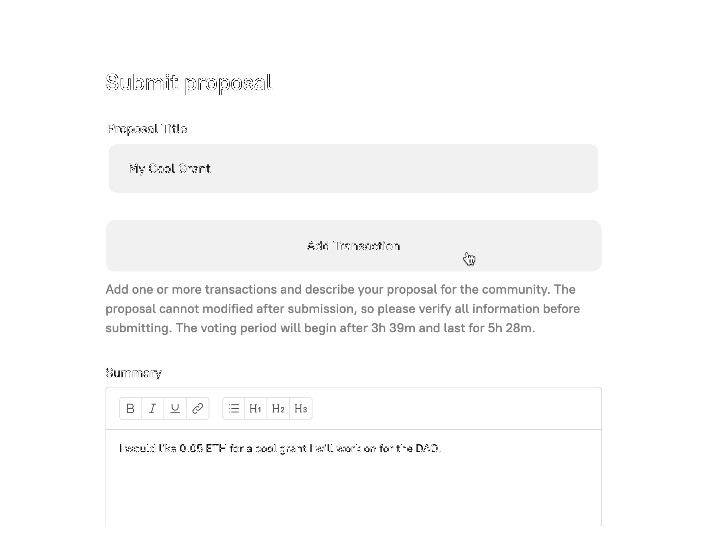 Submit proposal
Proposal Title
My Cool Grant
Add Transaction
Add one or more transactions and describe your proposal for the community. The
proposal cannot modified after submission, so please verify all information before
submitting. The voting period will begin after 3h 39m and last for 5h 28m.
Summary
B I U H1 H2 H3
I would like 0.05 ETH for a cool grant I will work on for the DAO.